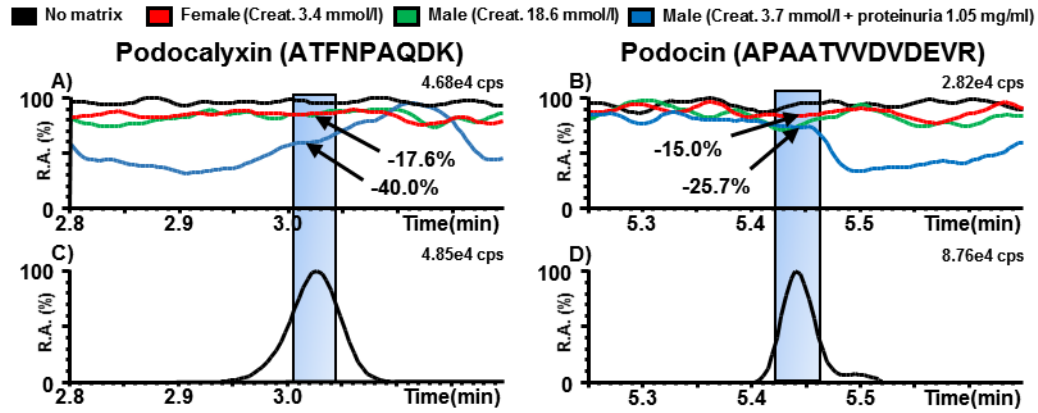 No matrix Female (Creat. 3.4 mmol/l) Male (Creat. 18.6 mmol/l) Male (Creat. 3.7 mmol/l + proteinuria 1.05 mg/ml)
Podocalyxin (ATFNPAQDK) Podocin (APAATVVDVDEVR)
A) 4.68e4 cps
100
R.A. (%)
-17.6%
-40.0%
0
2.8 2.9 3.0 Time(min)
B) 2.82e4 cps
100
R.A. (%)
-15.0%
-25.7%
0
5.3 5.4 5.5 Time(min)
C) 4.85e4 cps
100
R.A. (%)
0
2.8 2.9 3.0 Time(min)
D) 8.76e4 cps
100
R.A. (%)
0
5.3 5.4 5.5 Time(min)